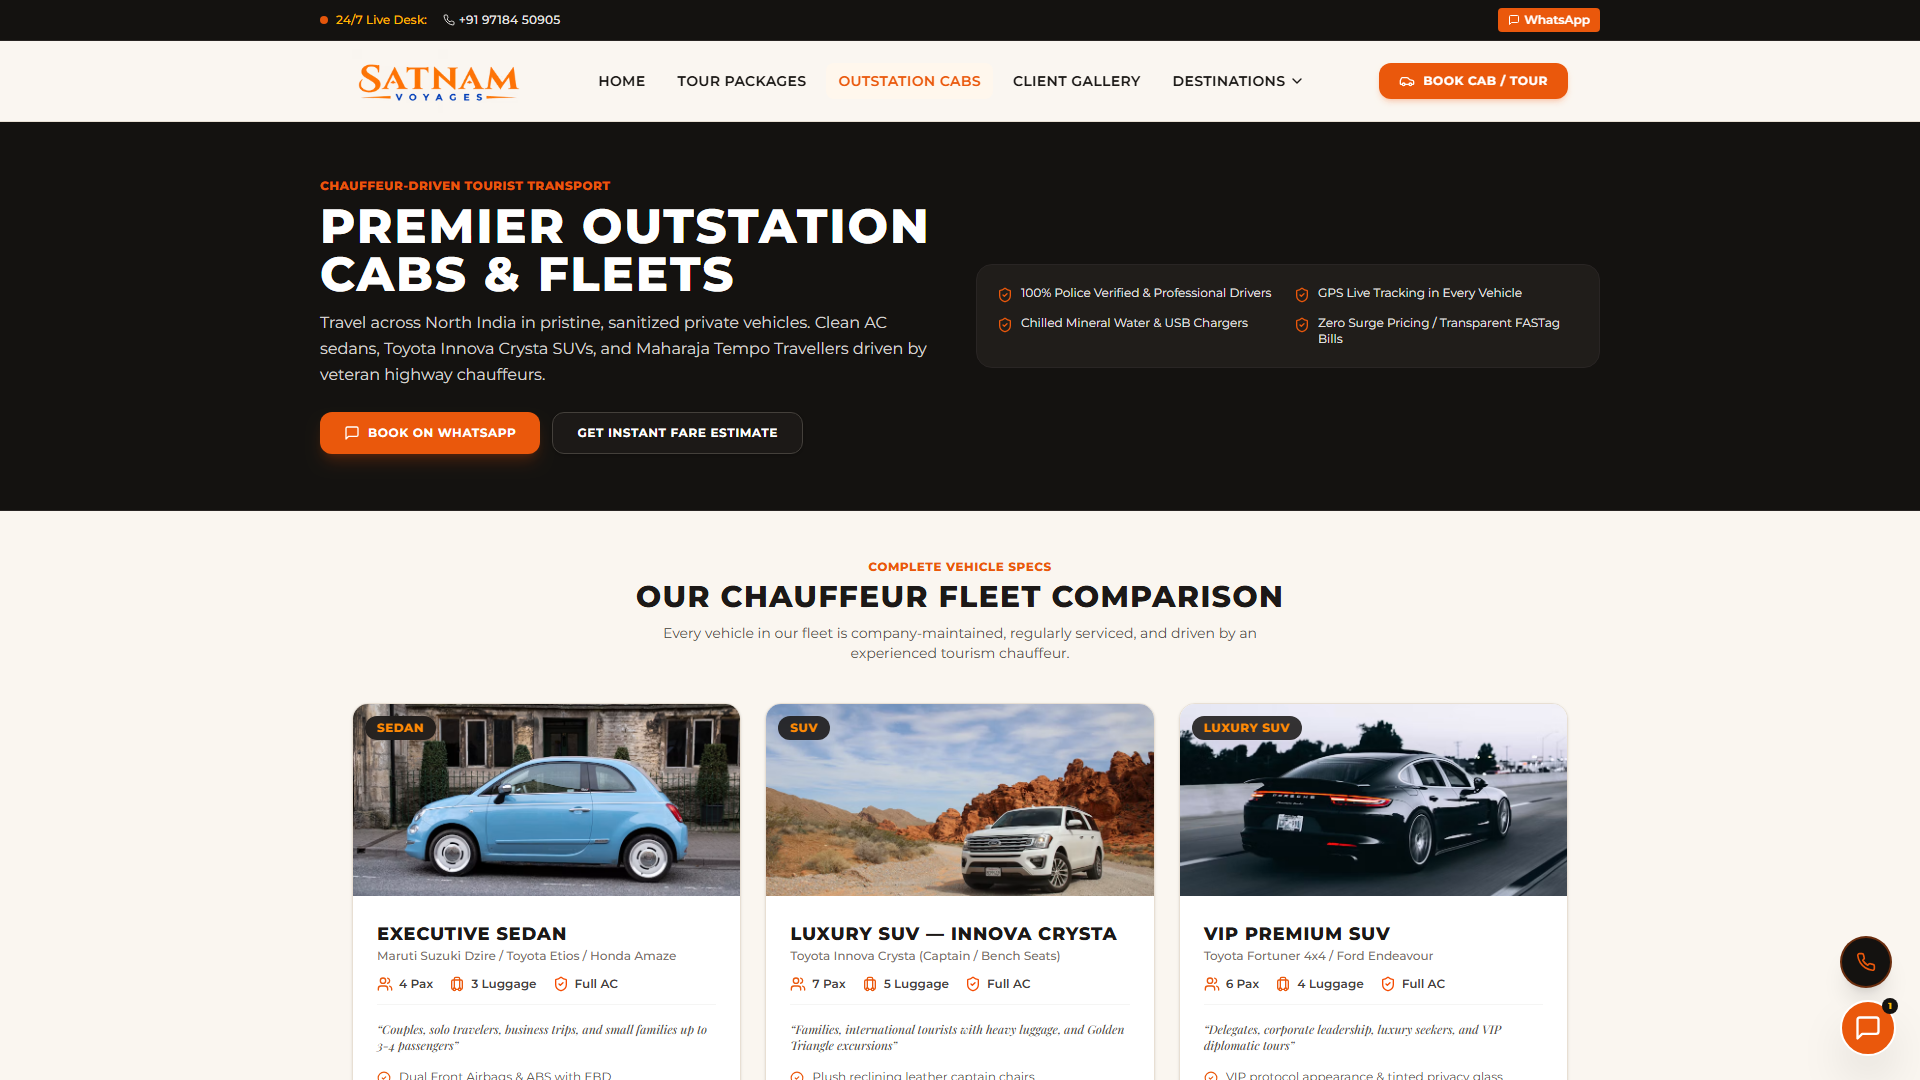 24/7 Live Desk: +91 97184 50905 WhatsApp
SATNAM
VOYAGES
HOME TOUR PACKAGES OUTSTATION CABS CLIENT GALLERY DESTINATIONS BOOK CAB / TOUR
CHAUFFEUR-DRIVEN TOURIST TRANSPORT
PREMIER OUTSTATION
CABS & FLEETS
Travel across North India in pristine, sanitized private vehicles. Clean AC
sedans, Toyota Innova Crysta SUVs, and Maharaja Tempo Travellers driven by
veteran highway chauffeurs.
BOOK ON WHATSAPP GET INSTANT FARE ESTIMATE
100% Police Verified & Professional Drivers GPS Live Tracking in Every Vehicle
Chilled Mineral Water & USB Chargers Zero Surge Pricing / Transparent FASTag
Bills
COMPLETE VEHICLE SPECS
OUR CHAUFFEUR FLEET COMPARISON
Every vehicle in our fleet is company-maintained, regularly serviced, and driven by an
experienced tourism chauffeur.
SEDAN
EXECUTIVE SEDAN
Maruti Suzuki Dzire / Toyota Etios / Honda Amaze
4 Pax 3 Luggage Full AC
“Couples, solo travelers, business trips, and small families up to
3-4 passengers”
Dual Front Airbags & ABS with EBD
SUV
LUXURY SUV — INNOVA CRYSTA
Toyota Innova Crysta (Captain / Bench Seats)
7 Pax 5 Luggage Full AC
“Families, international tourists with heavy luggage, and Golden
Triangle excursions”
Plush reclining leather captain chairs
LUXURY SUV
PORSCHE
VIP PREMIUM SUV
Toyota Fortuner 4x4 / Ford Endeavour
6 Pax 4 Luggage Full AC
“Delegates, corporate leadership, luxury seekers, and VIP
diplomatic tours”
VIP protocol appearance & tinted privacy glass
1